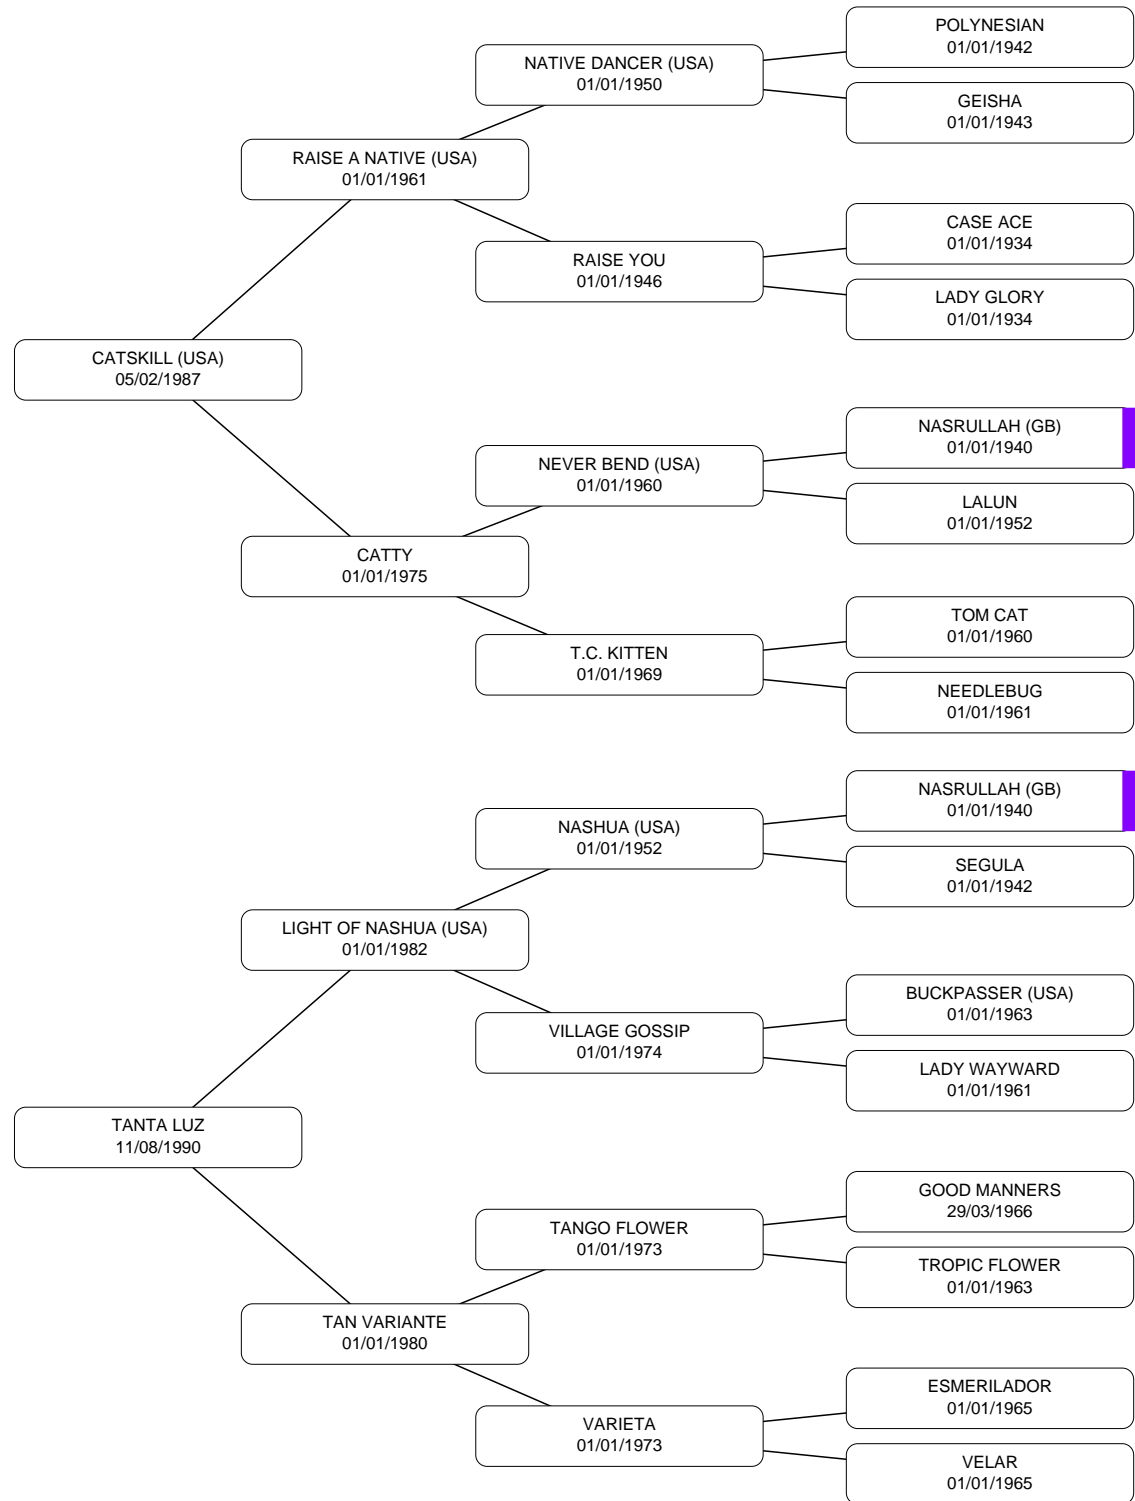 POLYNESIAN
01/01/1942
NATIVE DANCER (USA)
01/01/1950
GEISHA
01/01/1943
RAISE A NATIVE (USA)
01/01/1961
CASE ACE
01/01/1934
RAISE YOU
01/01/1946
LADY GLORY
01/01/1934
CATSKILL (USA)
05/02/1987
NASRULLAH (GB)
01/01/1940
NEVER BEND (USA)
01/01/1960
LALUN
01/01/1952
CATTY
01/01/1975
TOM CAT
01/01/1960
T.C. KITTEN
01/01/1969
NEEDLEBUG
01/01/1961
NASRULLAH (GB)
01/01/1940
NASHUA (USA)
01/01/1952
SEGULA
01/01/1942
LIGHT OF NASHUA (USA)
01/01/1982
BUCKPASSER (USA)
01/01/1963
VILLAGE GOSSIP
01/01/1974
LADY WAYWARD
01/01/1961
TANTA LUZ
11/08/1990
GOOD MANNERS
29/03/1966
TANGO FLOWER
01/01/1973
TROPIC FLOWER
01/01/1963
TAN VARIANTE
01/01/1980
ESMERILADOR
01/01/1965
VARIETA
01/01/1973
VELAR
01/01/1965